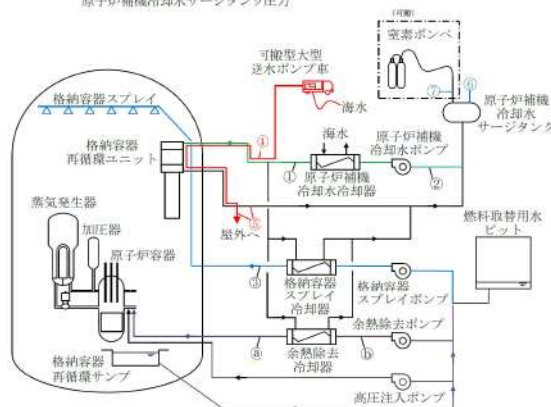 原子炉補機冷却水サージタンク圧力
(可搬)
窒素ボンベ
⑦
⑥
原子炉補機
冷却水
サージタンク
可搬型大型
送水ポンプ車
海水
格納容器スプレイ
格納容器
再循環ユニット
④
海水
①
原子炉補機
冷却水冷却器
原子炉補機
冷却水ポンプ
②
⑤
屋外へ
蒸気発生器
加圧器
原子炉容器
燃料取替用水
ピット
③
格納容器
スプレイ
冷却器
格納容器
スプレイポンプ
ⓐ
余熱除去
冷却器
ⓑ
余熱除去ポンプ
格納容器
再循環サンプ
高圧注入ポンプ